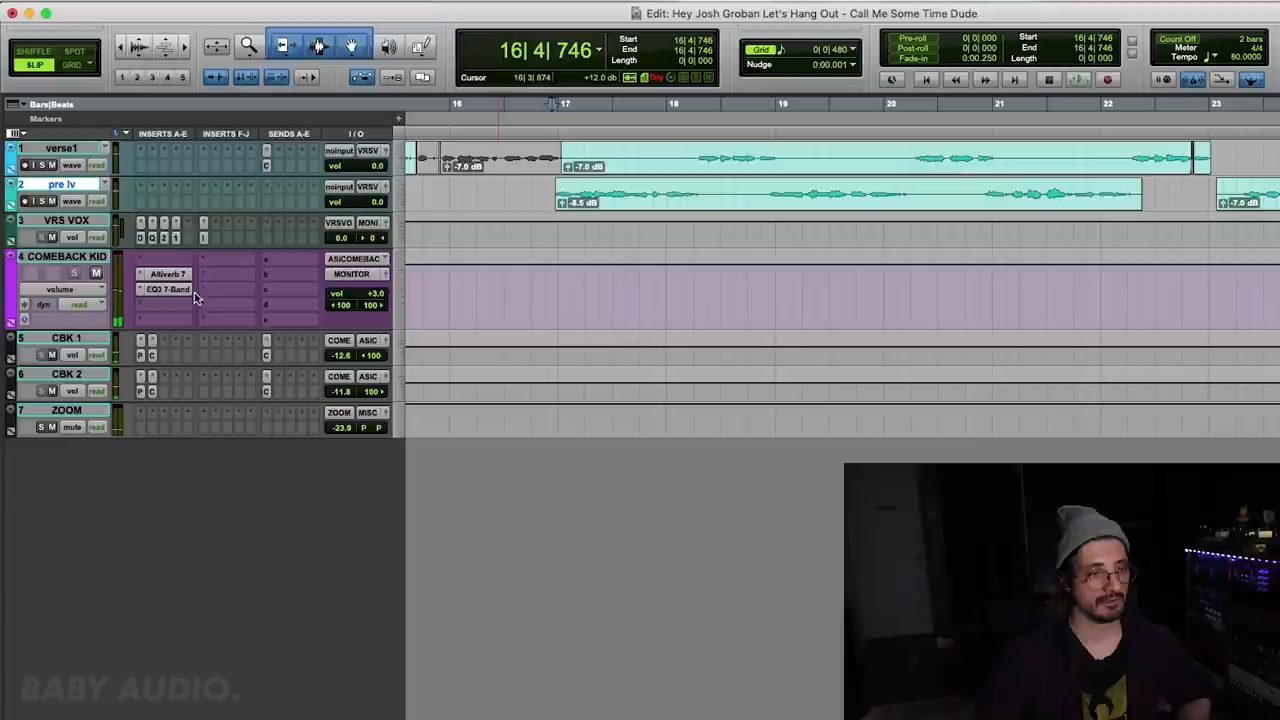 Edit: Hey Josh Groban Let's Hang Out - Call Me Some Time Dude
SHUFFLE SPOT
SLIP GRID
1 2 3 4 5
16| 4| 746
Start 16| 4| 746
End 16| 4| 746
Length 0| 0| 000
Cursor 16| 3| 874 +12.0 db Dly
Grid 0| 0| 480
Nudge 0|0|0.001
Pre-roll 0| 0| 000
Post-roll 0| 0| 000
Fade-in 0:00.250
Start 16| 4| 746
End 16| 4| 746
Length 0| 0| 000
Count Off 2 bars
Meter 4/4
Tempo 80.0000
Bars|Beats 16 17 18 19 20 21 22 23
Markers
INSERTS A-E INSERTS F-J SENDS A-E I / O
1 verse1 noinput VRSV
I S M wave read C vol 0.0
-7.0 dB -7.0 dB
2 pre lv noinput VRSV
I S M wave read vol 0.0
-8.5 dB -7.0 dB
3 VRS VOX VRSVO MONI
S M vol read D Q 2 1 I 0.0 0
4 COMEBACK KID a ASICOMEBAC
S M Altiverb 7 b MONITOR
volume EQ3 7-Band c vol +3.0
dyn read d 100 100
e
5 CBK 1 COME ASIC
S M vol read P C C -12.6 100
6 CBK 2 COME ASIC
S M vol read P C C -11.8 100
7 ZOOM ZOOM MISC
S M mute read -23.9 P P
BABY AUDIO.